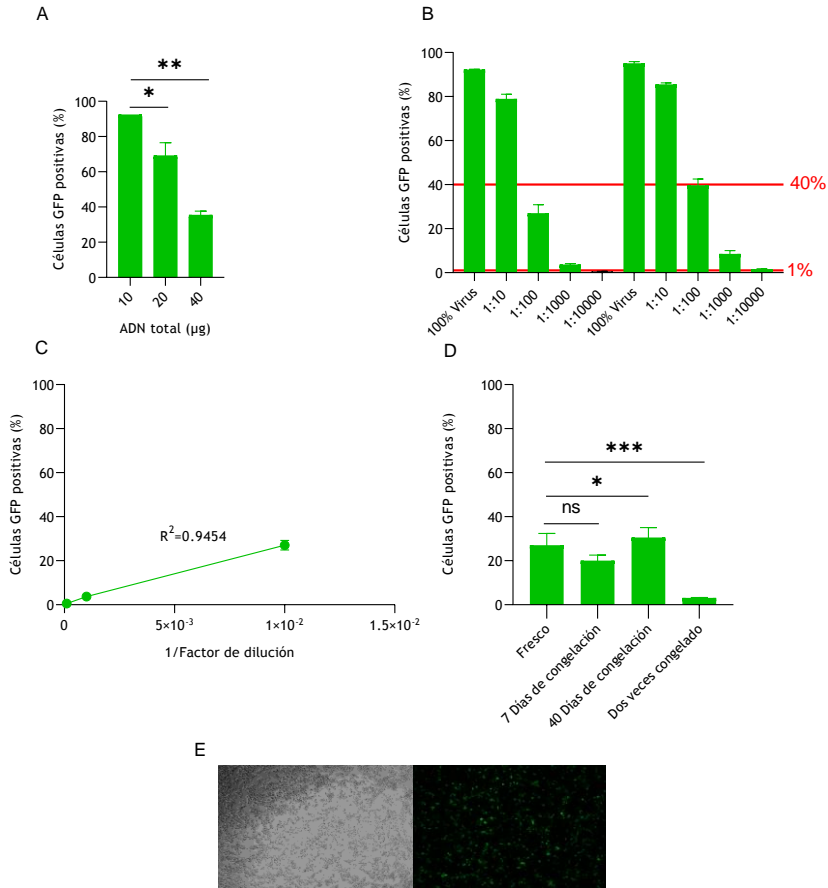 A
Células GFP positivas (%)
100
80
60
40
20
0
**
*
10
20
40
ADN total (µg)
B
Células GFP positivas (%)
100
80
60
40
20
0
40%
1%
100% Virus
1:10
1:100
1:1000
1:10000
100% Virus
1:10
1:100
1:1000
1:10000
C
Células GFP positivas (%)
100
80
60
40
20
0
R²=0.9454
0
5×10⁻³
1×10⁻²
1.5×10⁻²
1/Factor de dilución
D
Células GFP positivas (%)
100
80
60
40
20
0
***
*
ns
Fresco
7 Días de congelación
40 Días de congelación
Dos veces congelado
E